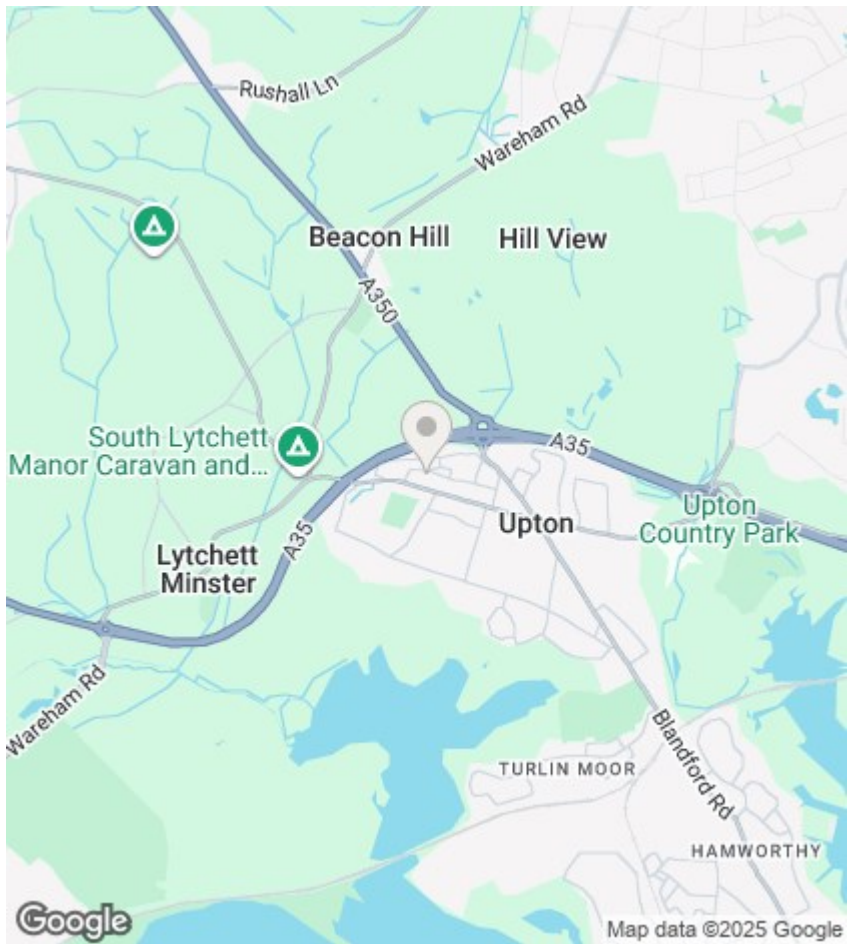 Rushall Ln
Wareham Rd
Beacon Hill
Hill View
A350
South Lytchett
Manor Caravan and...
A35
A35
Upton
Upton
Country Park
Lytchett
Minster
Wareham Rd
Blandford Rd
TURLIN MOOR
HAMWORTHY
Google
Map data ©2025 Google